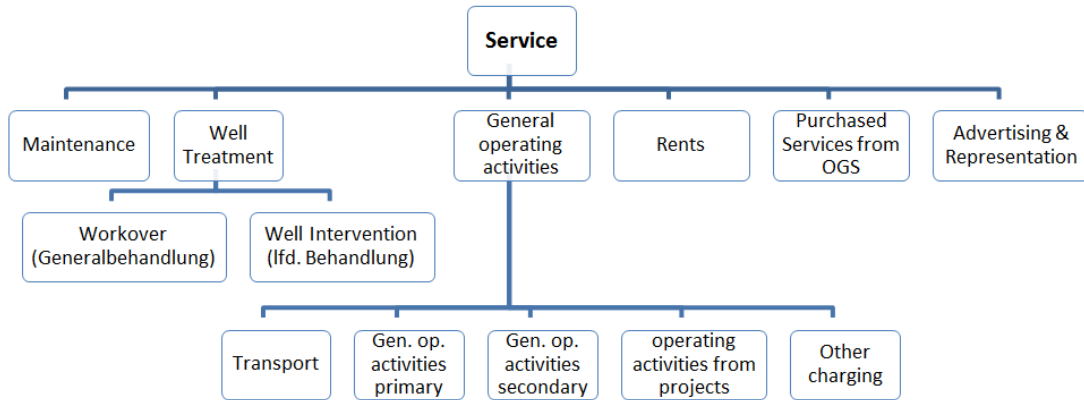 Service
Maintenance
Well
Treatment
General
operating
activities
Rents
Purchased
Services from
OGS
Advertising &
Representation
Workover
(Generalbehandlung)
Well Intervention
(lfd. Behandlung)
Transport
Gen. op.
activities
primary
Gen. op.
activities
secondary
operating
activities from
projects
Other
charging